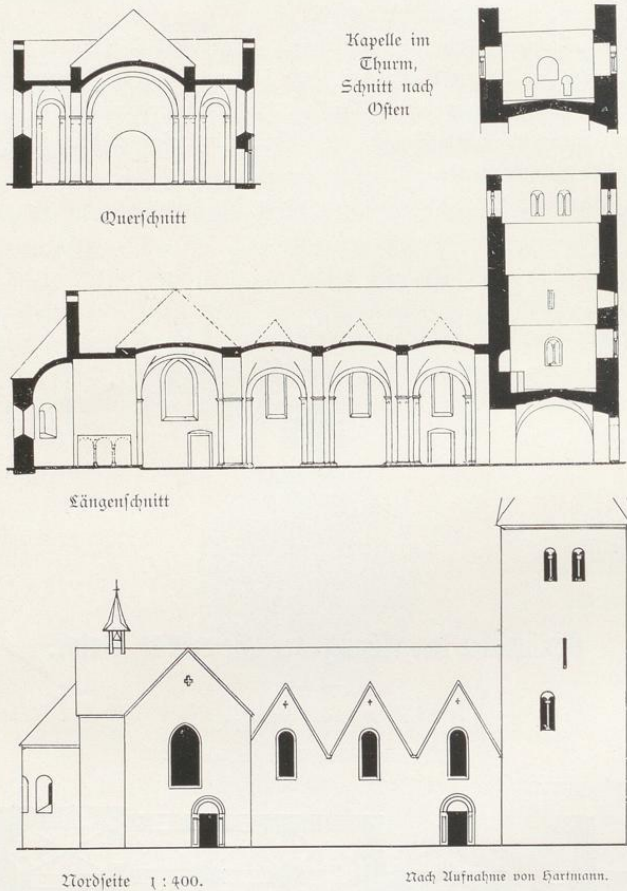 Kapelle im
Thurm,
Schnitt nach
Osten
Querschnitt
Längenschnitt
Nordseite 1:400.
Nach Aufnahme von Hartmann.